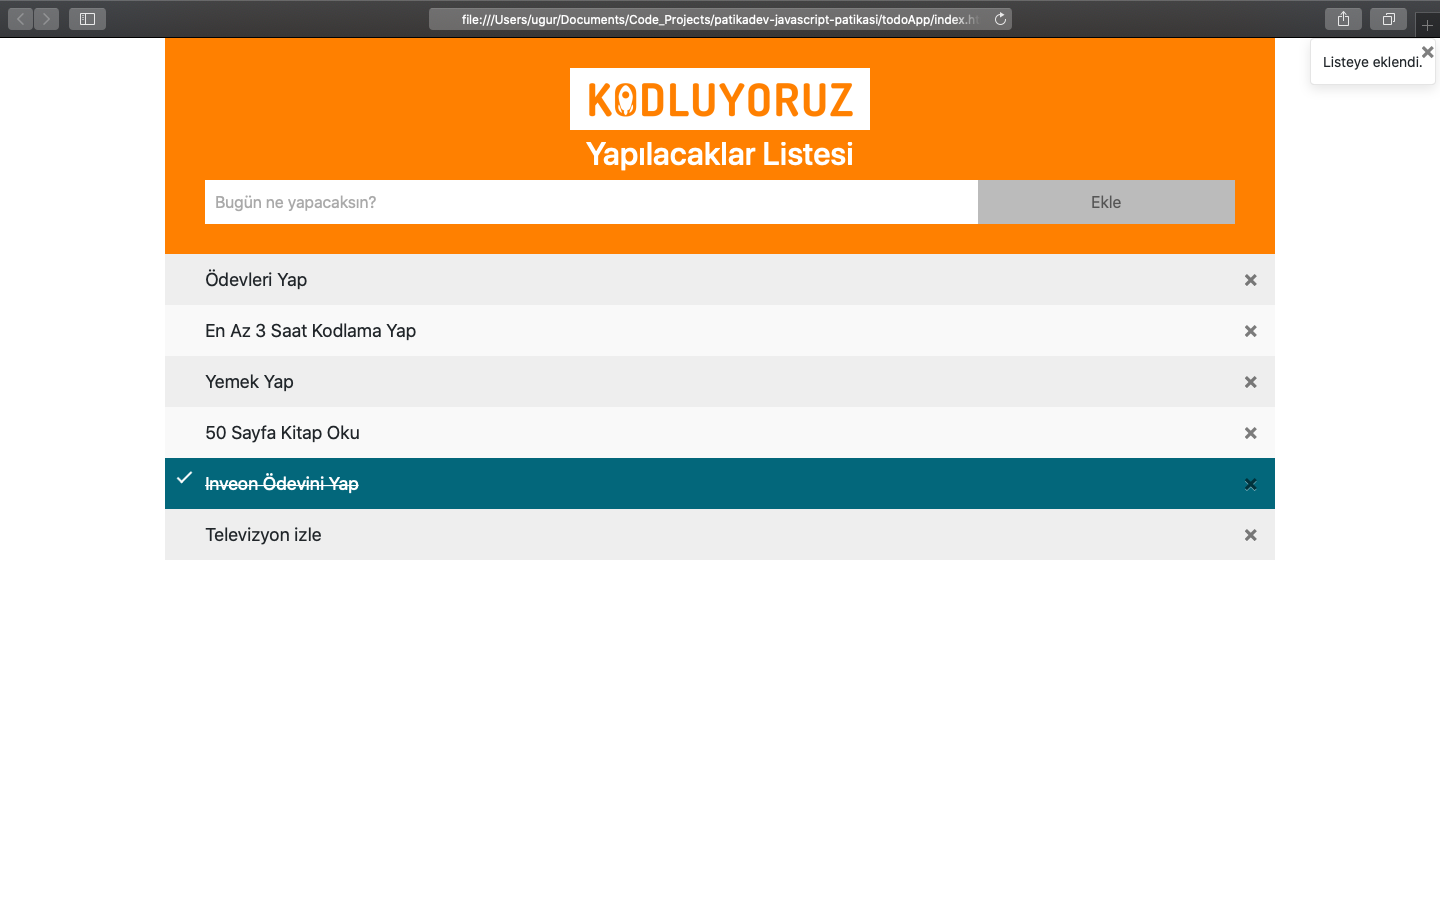 file:///Users/ugur/Documents/Code_Projects/patikadev-javascript-patikasi/todoApp/index.ht
Listeye eklendi.
KODLUYORUZ
Yapılacaklar Listesi
Bugün ne yapacaksın?
Ekle
Ödevleri Yap
En Az 3 Saat Kodlama Yap
Yemek Yap
50 Sayfa Kitap Oku
Inveon Ödevini Yap
Televizyon izle